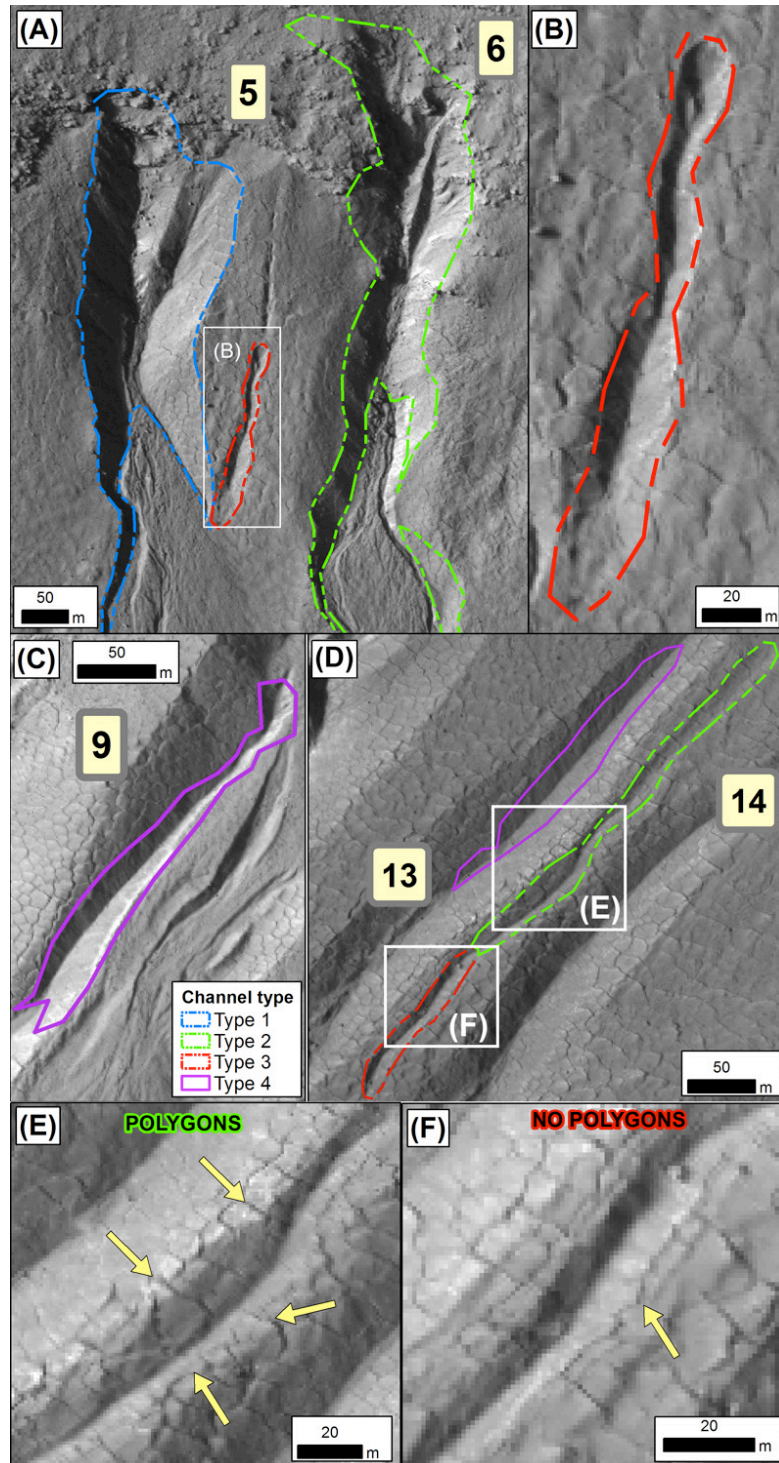 (A)
5
6
(B)
50
m
(B)
20
m
(C)
50
m
9
Channel type
Type 1
Type 2
Type 3
Type 4
(D)
13
14
(E)
(F)
50
m
(E)
POLYGONS
20
m
(F)
NO POLYGONS
20
m